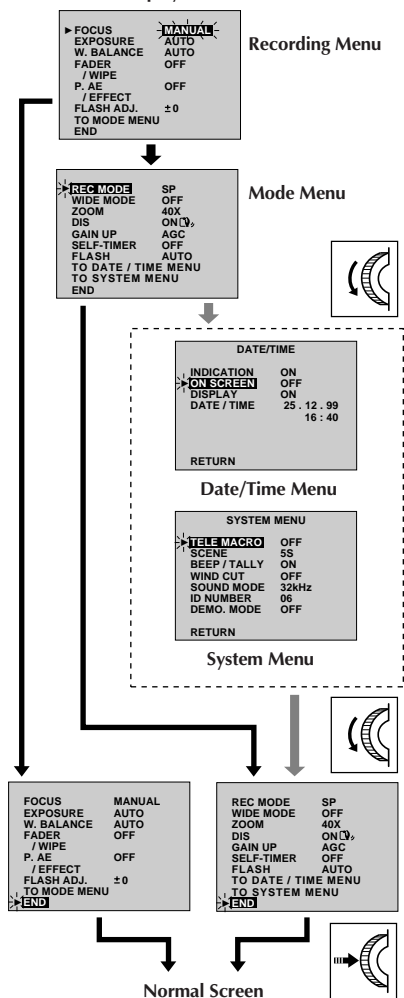 FOCUS MANUAL
EXPOSURE AUTO
W. BALANCE AUTO
FADER OFF
/ WIPE
P. AE OFF
/ EFFECT
FLASH ADJ. ±0
TO MODE MENU
END
Recording Menu
REC MODE SP
WIDE MODE OFF
ZOOM 40X
DIS ON
GAIN UP AGC
SELF-TIMER OFF
FLASH AUTO
TO DATE / TIME MENU
TO SYSTEM MENU
END
Mode Menu
DATE/TIME
INDICATION ON
ON SCREEN OFF
DISPLAY ON
DATE / TIME 25 . 12 . 99
16 : 40
RETURN
Date/Time Menu
SYSTEM MENU
TELE MACRO OFF
SCENE 5S
BEEP / TALLY ON
WIND CUT OFF
SOUND MODE 32kHz
ID NUMBER 06
DEMO. MODE OFF
RETURN
System Menu
FOCUS MANUAL
EXPOSURE AUTO
W. BALANCE AUTO
FADER OFF
/ WIPE
P. AE OFF
/ EFFECT
FLASH ADJ. ±0
TO MODE MENU
END
REC MODE SP
WIDE MODE OFF
ZOOM 40X
DIS ON
GAIN UP AGC
SELF-TIMER OFF
FLASH AUTO
TO DATE / TIME MENU
TO SYSTEM MENU
END
Normal Screen